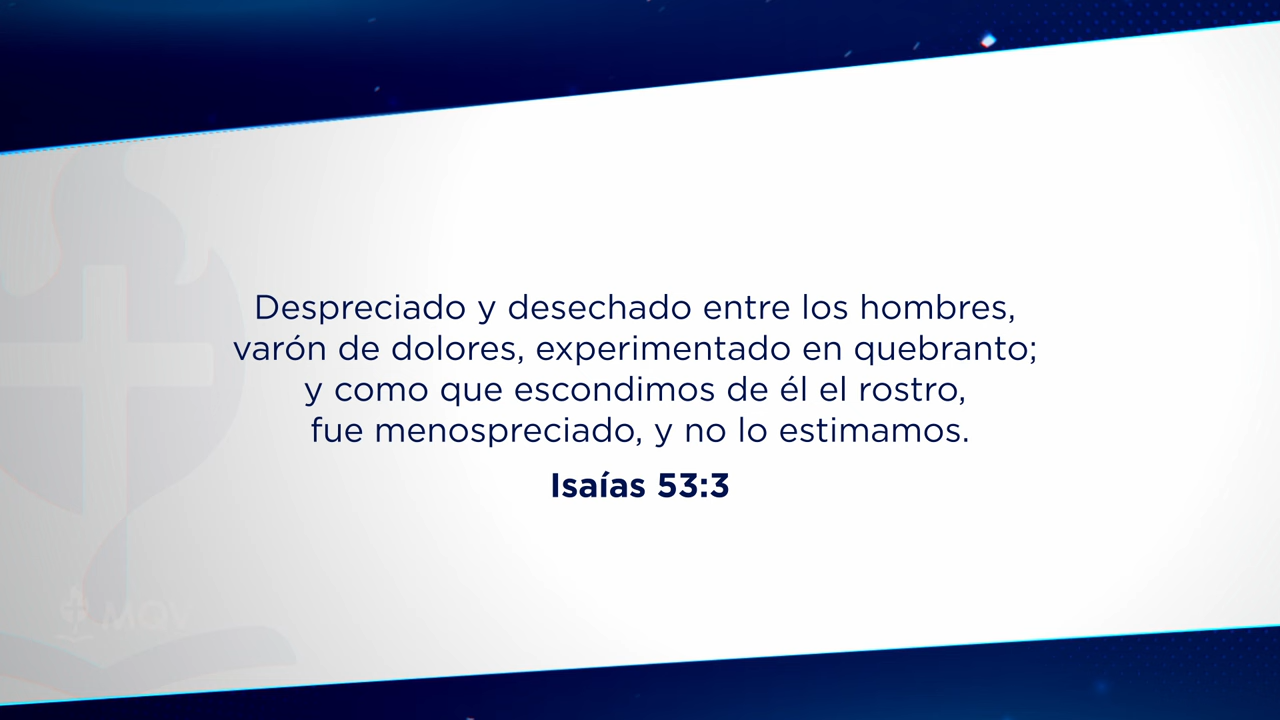 Despreciado y desechado entre los hombres,
varón de dolores, experimentado en quebranto;
y como que escondimos de él el rostro,
fue menospreciado, y no lo estimamos.
Isaías 53:3
MQV